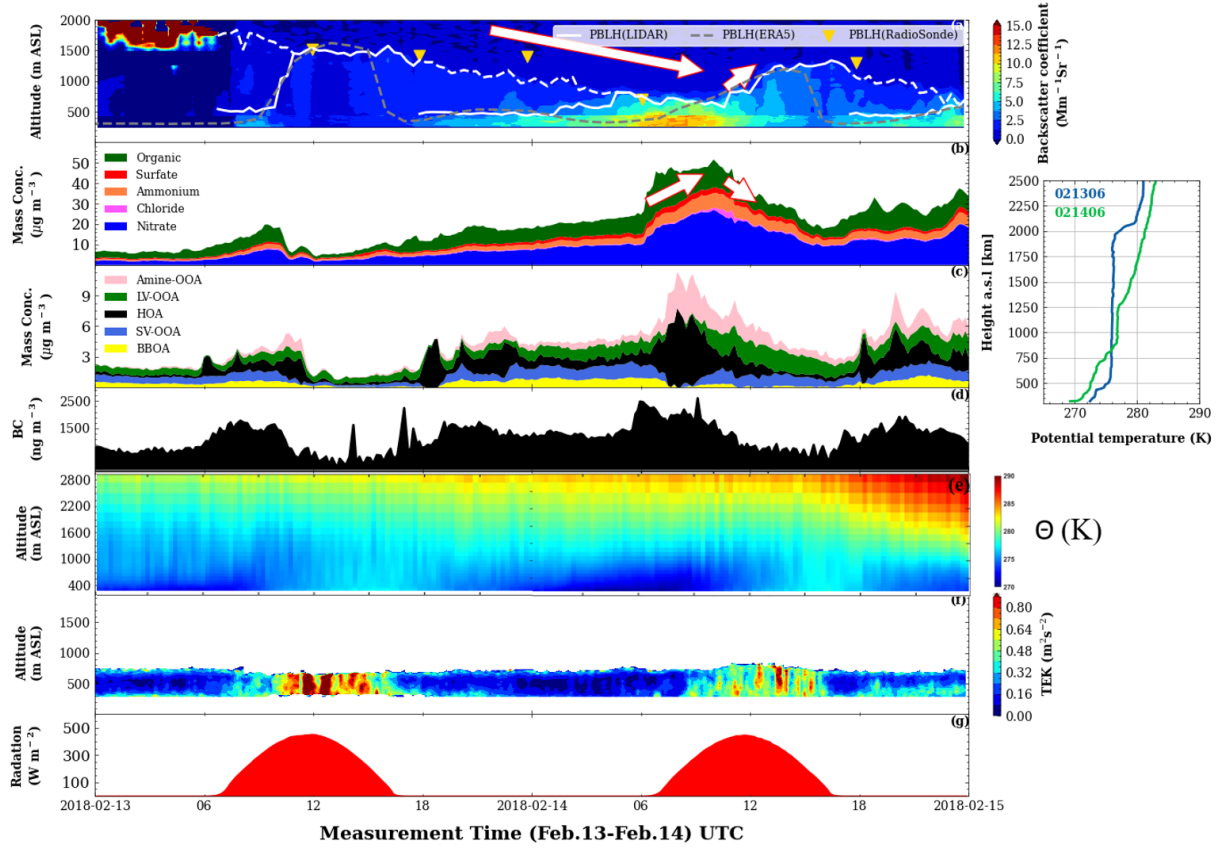 2000
1500
1000
500
Altitude (m ASL)
PBLH(LIDAR)
PBLH(ERA5)
PBLH(RadioSonde)
15.0
12.5
10.0
7.5
5.0
2.5
0.0
Backscatter coefficient
(Mm⁻¹Sr⁻¹)
(b)
50
40
30
20
10
Mass Conc.
(μg m⁻³)
Organic
Surfate
Ammonium
Chloride
Nitrate
(c)
9
6
3
Mass Conc.
(μg m⁻³)
Amine-OOA
LV-OOA
HOA
SV-OOA
BBOA
(d)
2500
1500
BC
(ng m⁻³)
(e)
2800
2200
1600
1000
400
Altitude
(m ASL)
290
285
280
275
270
Θ (K)
(f)
1500
1000
500
Altitude
(m ASL)
0.80
0.64
0.48
0.32
0.16
0.00
TEK (m²s⁻²)
(g)
500
300
100
Radation
(W m⁻²)
2018-02-13
06
12
18
2018-02-14
06
12
18
2018-02-15
Measurement Time (Feb.13-Feb.14) UTC
021306
021406
2500
2250
2000
1750
1500
1250
1000
750
500
Height a.s.l [km]
270
280
290
Potential temperature (K)